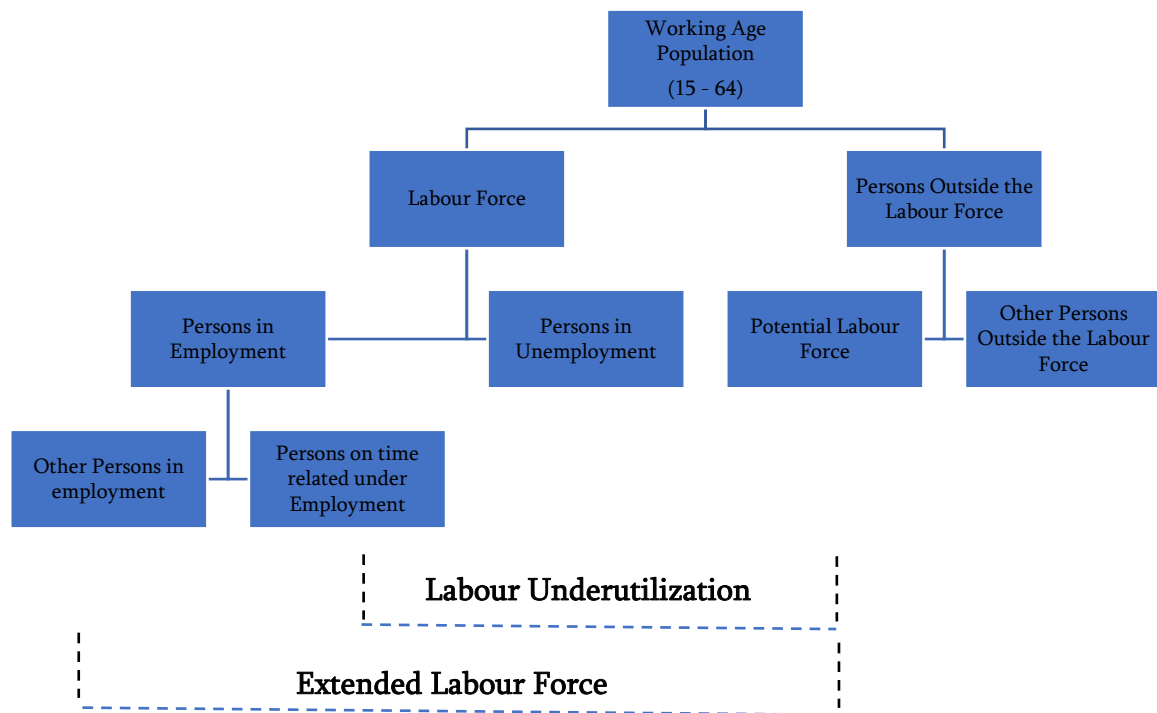 Working Age
Population
(15 - 64)
Labour Force
Persons Outside the
Labour Force
Persons in
Employment
Persons in
Unemployment
Potential Labour
Force
Other Persons
Outside the Labour
Force
Other Persons in
employment
Persons on time
related under
Employment
Labour Underutilization
Extended Labour Force